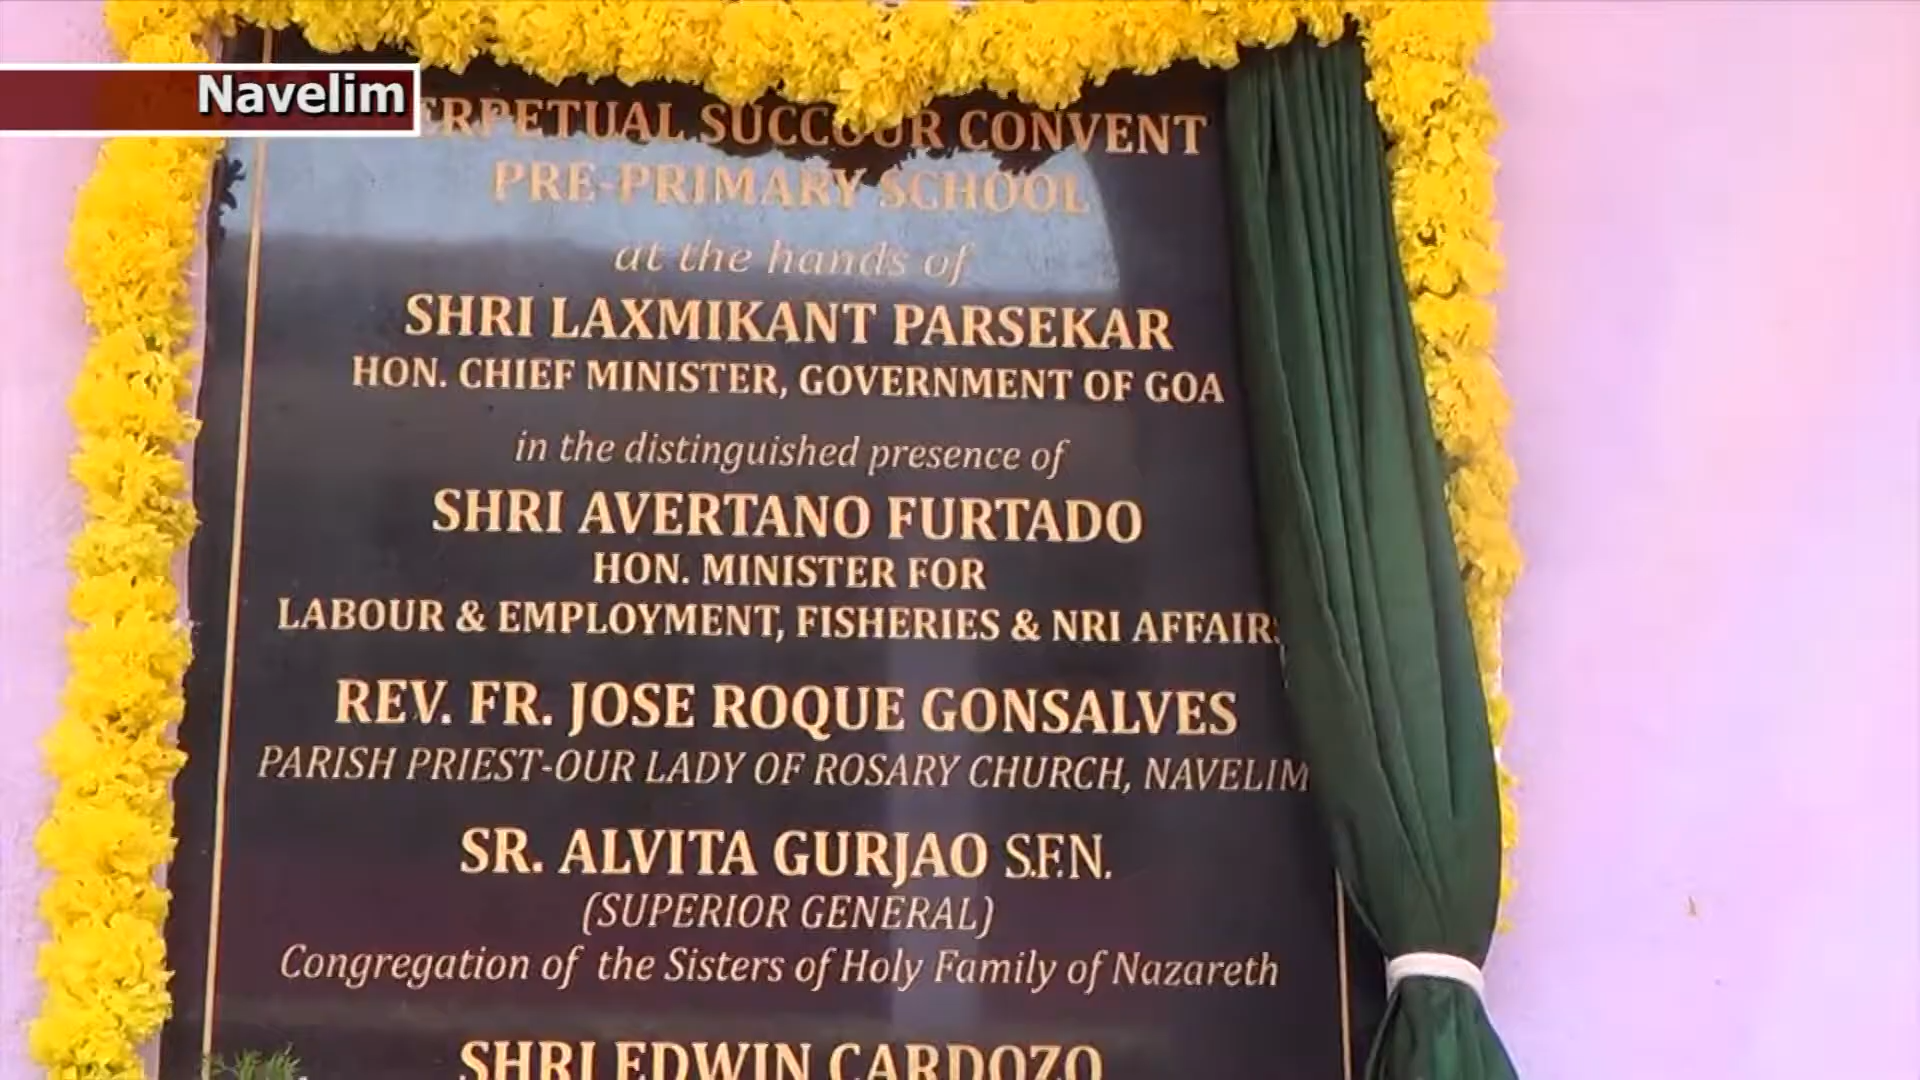 Navelim
PERPETUAL SUCCOUR CONVENT
PRE-PRIMARY SCHOOL
at the hands of
SHRI LAXMIKANT PARSEKAR
HON. CHIEF MINISTER, GOVERNMENT OF GOA
in the distinguished presence of
SHRI AVERTANO FURTADO
HON. MINISTER FOR
LABOUR & EMPLOYMENT, FISHERIES & NRI AFFAIRS
REV. FR. JOSE ROQUE GONSALVES
PARISH PRIEST-OUR LADY OF ROSARY CHURCH, NAVELIM
SR. ALVITA GURJAO S.F.N.
(SUPERIOR GENERAL)
Congregation of the Sisters of Holy Family of Nazareth
SHRI EDWIN CARDOZO